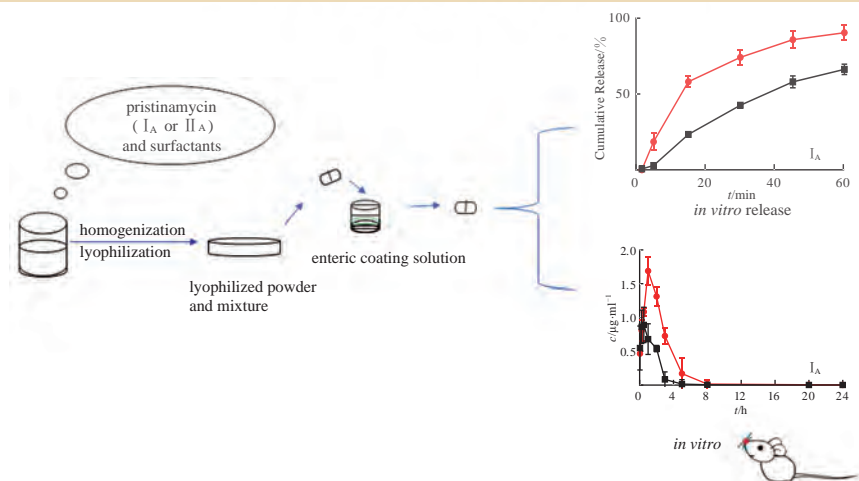 pristinamycin
( ⅠA or ⅡA)
and surfactants
homogenization
lyophilization
lyophilized powder
and mixture
enteric coating solution
Cumulative Release/%
100
50
0
20
40
60
ⅠA
t/min
in vitro release
c/μg·ml⁻¹
2.0
1.5
1.0
0.5
0
4
8
12
16
20
24
ⅠA
t/h
in vitro